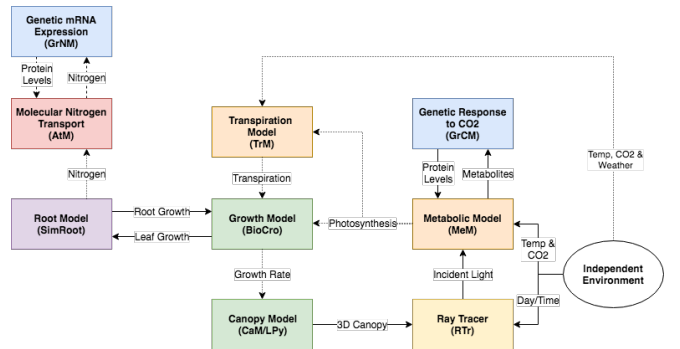 Genetic mRNA
Expression
(GrNM)
Protein
Levels
Nitrogen
Molecular Nitrogen
Transport
(AtM)
Transpiration
Model
(TrM)
Genetic Response
to CO2
(GrCM)
Temp, CO2 &
Weather
Nitrogen
Transpiration
Protein
Levels
Metabolites
Root Model
(SimRoot)
Root Growth
Leaf Growth
Growth Model
(BioCro)
Photosynthesis
Metabolic Model
(MeM)
Temp &
CO2
Independent
Environment
Growth Rate
Incident Light
Day/Time
Canopy Model
(CaM/LPy)
3D Canopy
Ray Tracer
(RTr)